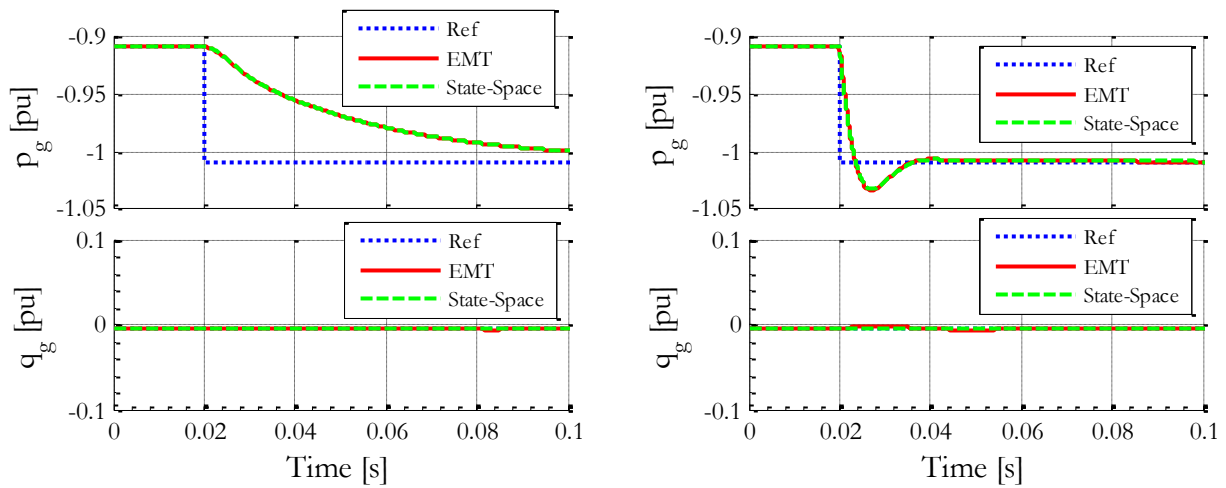 -0.9
-0.95
-1
-1.05
p_g [pu]
Ref
EMT
State-Space
0.1
0
-0.1
q_g [pu]
Ref
EMT
State-Space
0
0.02
0.04
0.06
0.08
0.1
Time [s]
-0.9
-0.95
-1
-1.05
p_g [pu]
Ref
EMT
State-Space
0.1
0
-0.1
q_g [pu]
Ref
EMT
State-Space
0
0.02
0.04
0.06
0.08
0.1
Time [s]